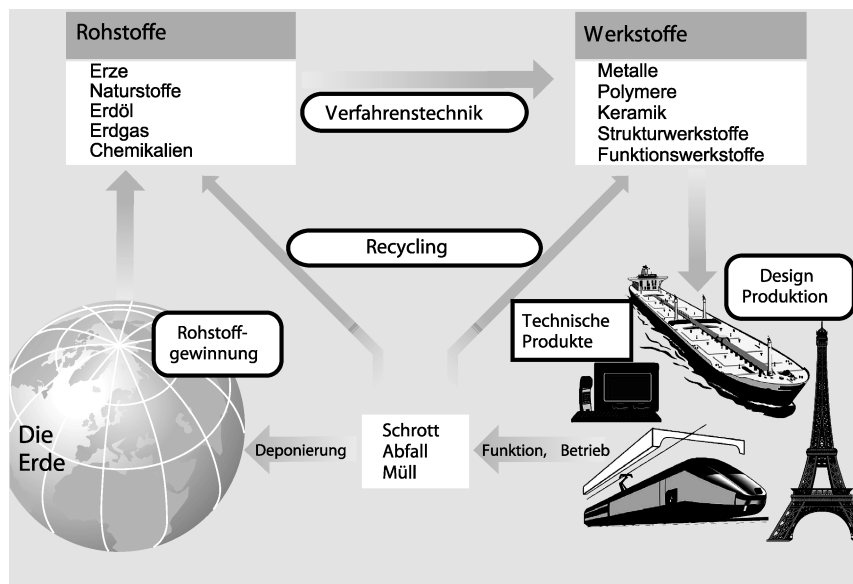 Rohstoffe
Erze
Naturstoffe
Erdöl
Erdgas
Chemikalien
Verfahrenstechnik
Werkstoffe
Metalle
Polymere
Keramik
Strukturwerkstoffe
Funktionswerkstoffe
Recycling
Design
Produktion
Technische
Produkte
Rohstoff-
gewinnung
Die
Erde
Deponierung
Schrott
Abfall
Müll
Funktion, Betrieb